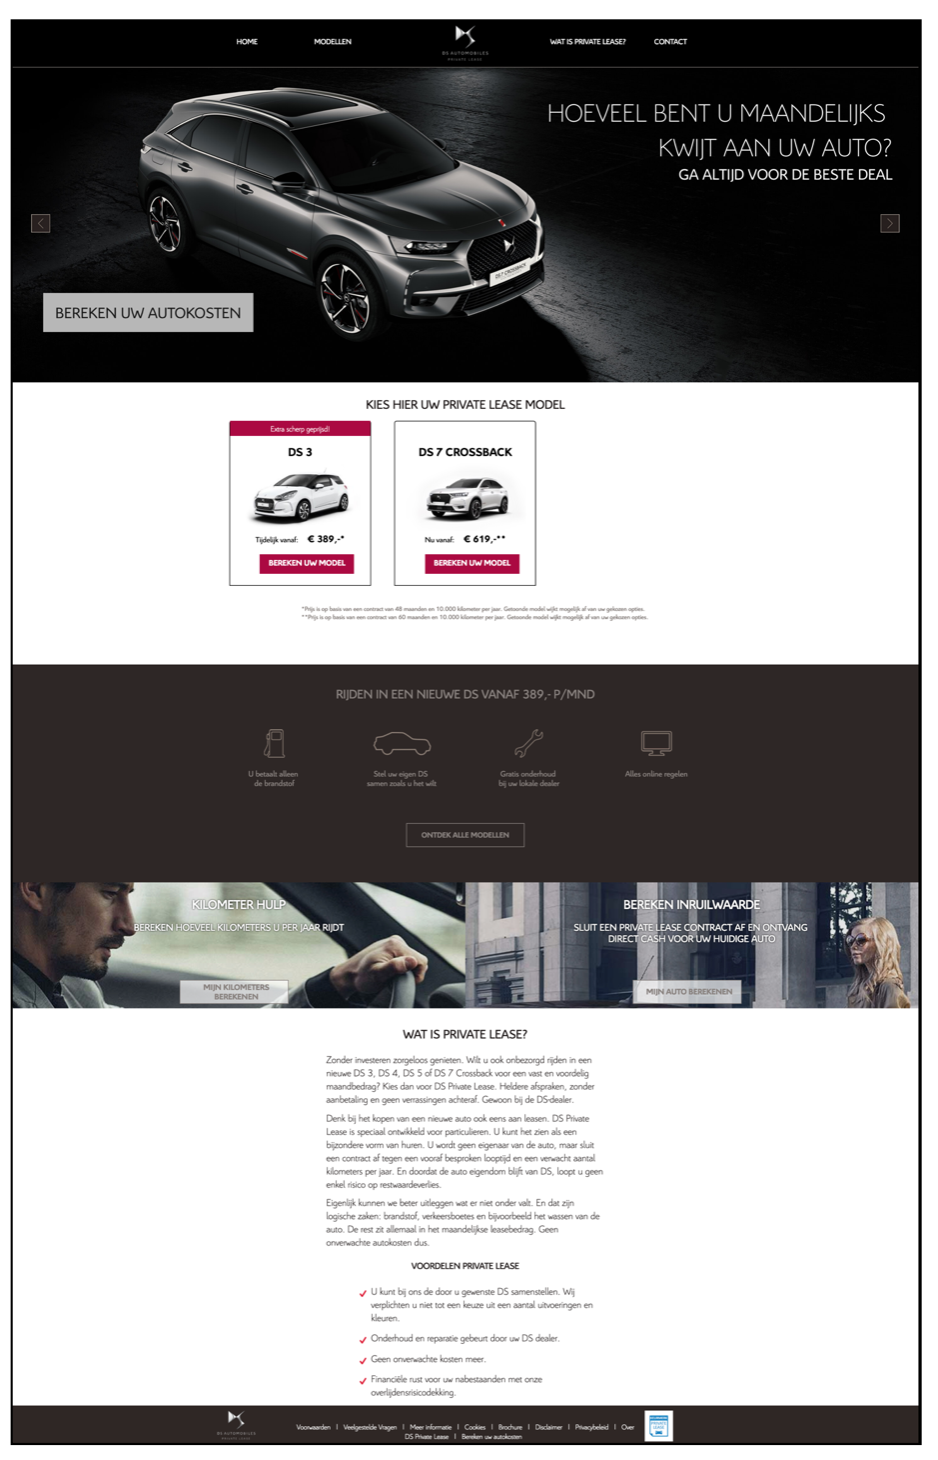 HOME
MODELLEN
DS AUTOMOBILES
PRIVATE LEASE
WAT IS PRIVATE LEASE?
CONTACT
HOEVEEL BENT U MAANDELIJKS
KWIJT AAN UW AUTO?
GA ALTIJD VOOR DE BESTE DEAL
DS 7 CROSSBACK
BEREKEN UW AUTOKOSTEN
KIES HIER UW PRIVATE LEASE MODEL
Extra scherp geprijsd!
DS 3
Tijdelijk vanaf: € 389,-*
BEREKEN UW MODEL
DS 7 CROSSBACK
Nu vanaf: € 619,-**
BEREKEN UW MODEL
*Prijs is op basis van een contract van 48 maanden en 10.000 kilometer per jaar. Getoonde model wijkt mogelijk af van uw gekozen opties.
**Prijs is op basis van een contract van 60 maanden en 10.000 kilometer per jaar. Getoonde model wijkt mogelijk af van uw gekozen opties.
RIJDEN IN EEN NIEUWE DS VANAF 389,- P/MND
U betaalt alleen
de brandstof
Stel uw eigen DS
samen zoals u het wilt
Gratis onderhoud
bij uw lokale dealer
Alles online regelen
ONTDEK ALLE MODELLEN
KILOMETER HULP
BEREKEN HOEVEEL KILOMETERS U PER JAAR RIJDT
MIJN KILOMETERS
BEREKENEN
BEREKEN INRUILWAARDE
SLUIT EEN PRIVATE LEASE CONTRACT AF EN ONTVANG
DIRECT CASH VOOR UW HUIDIGE AUTO
MIJN AUTO BEREKENEN
WAT IS PRIVATE LEASE?
Zonder investeren zorgeloos genieten. Wilt u ook onbezorgd rijden in een
nieuwe DS 3, DS 4, DS 5 of DS 7 Crossback voor een vast en voordelig
maandbedrag? Kies dan voor DS Private Lease. Heldere afspraken, zonder
aanbetaling en geen verrassingen achteraf. Gewoon bij de DS-dealer.
Denk bij het kopen van een nieuwe auto ook eens aan leasen. DS Private
Lease is speciaal ontwikkeld voor particulieren. U kunt het zien als een
bijzondere vorm van huren. U wordt geen eigenaar van de auto, maar sluit
een contract af tegen een vooraf besproken looptijd en een verwacht aantal
kilometers per jaar. En doordat de auto eigendom blijft van DS, loopt u geen
enkel risico op restwaardeverlies.
Eigenlijk kunnen we beter uitleggen wat er niet onder valt. En dat zijn
logische zaken: brandstof, verkeersboetes en bijvoorbeeld het wassen van de
auto. De rest zit allemaal in het maandelijkse leasebedrag. Geen
onverwachte autokosten dus.
VOORDELEN PRIVATE LEASE
U kunt bij ons de door u gewenste DS samenstellen. Wij
verplichten u niet tot een keuze uit een aantal uitvoeringen en
kleuren.
Onderhoud en reparatie gebeurt door uw DS dealer.
Geen onverwachte kosten meer.
Financiële rust voor uw nabestaanden met onze
overlijdensrisicodekking.
DS AUTOMOBILES
PRIVATE LEASE
Voorwaarden | Veelgestelde Vragen | Meer Informatie | Cookies | Brochure | Disclaimer | Privacybeleid | Over
DS Private Lease | Bereken uw autokosten
PRIVATE
LEASE